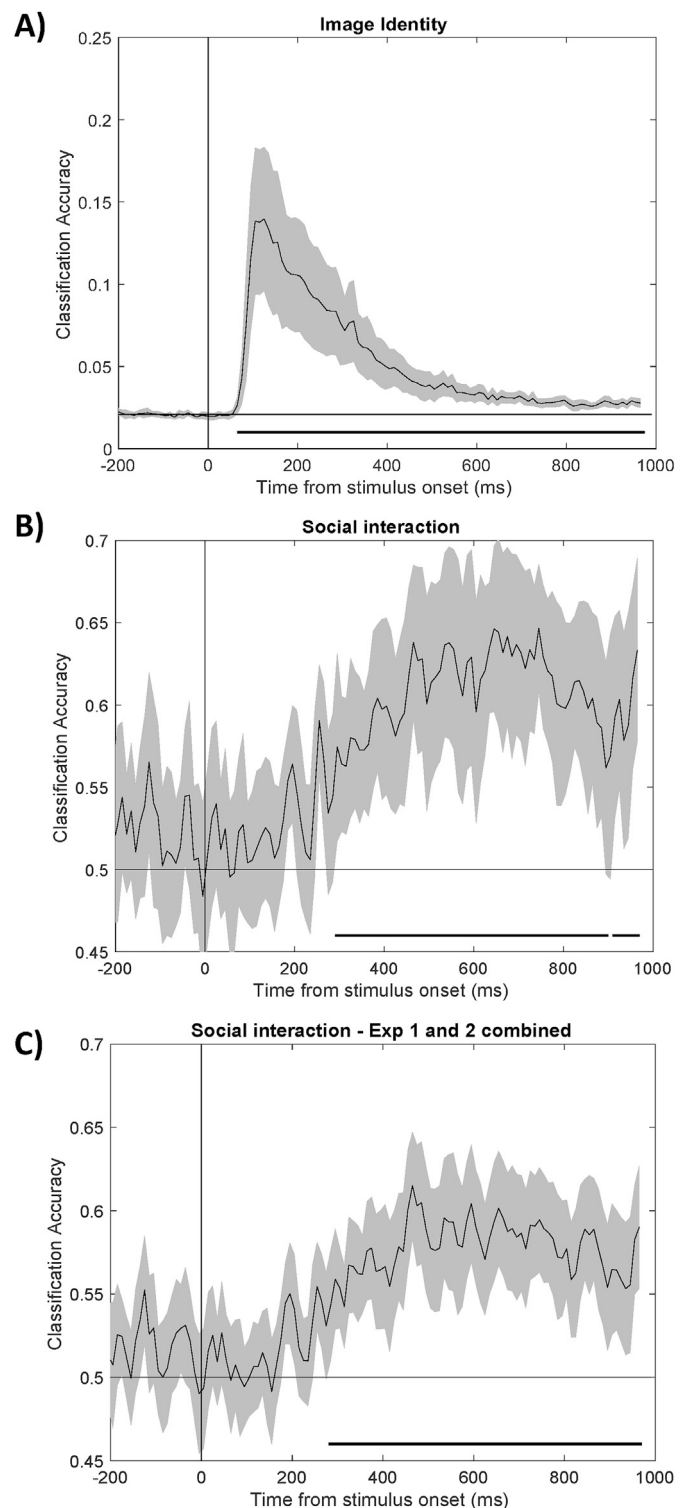 A)
Image Identity
0.25
0.2
0.15
0.1
0.05
0
Classification Accuracy
-200 0 200 400 600 800 1000
Time from stimulus onset (ms)
B)
Social interaction
0.7
0.65
0.6
0.55
0.5
0.45
Classification Accuracy
-200 0 200 400 600 800 1000
Time from stimulus onset (ms)
C)
Social interaction - Exp 1 and 2 combined
0.7
0.65
0.6
0.55
0.5
0.45
Classification Accuracy
-200 0 200 400 600 800 1000
Time from stimulus onset (ms)